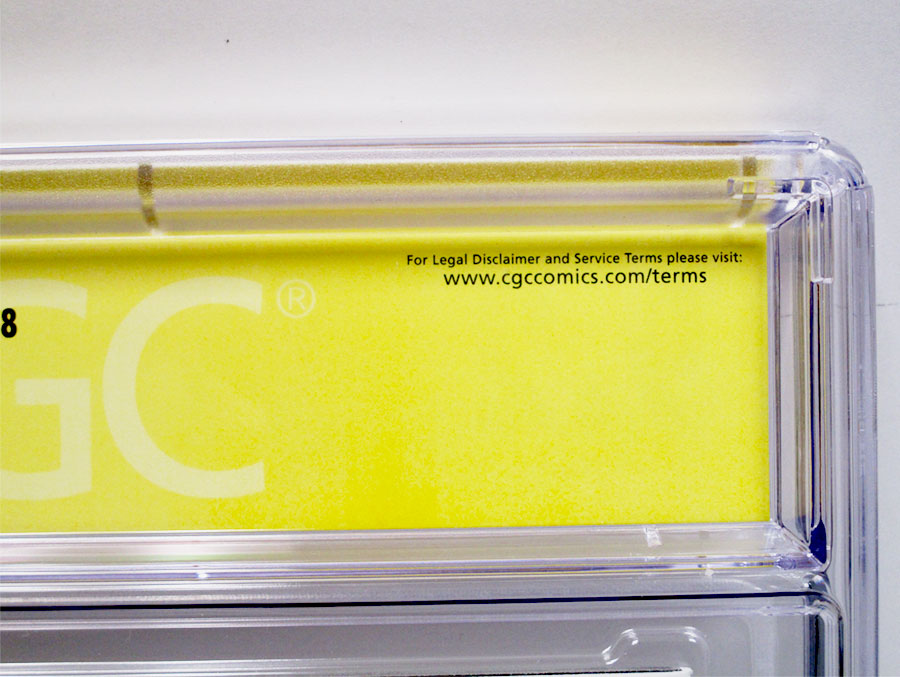 For Legal Disclaimer and Service Terms please visit:
www.cgccomics.com/terms
8
GC®